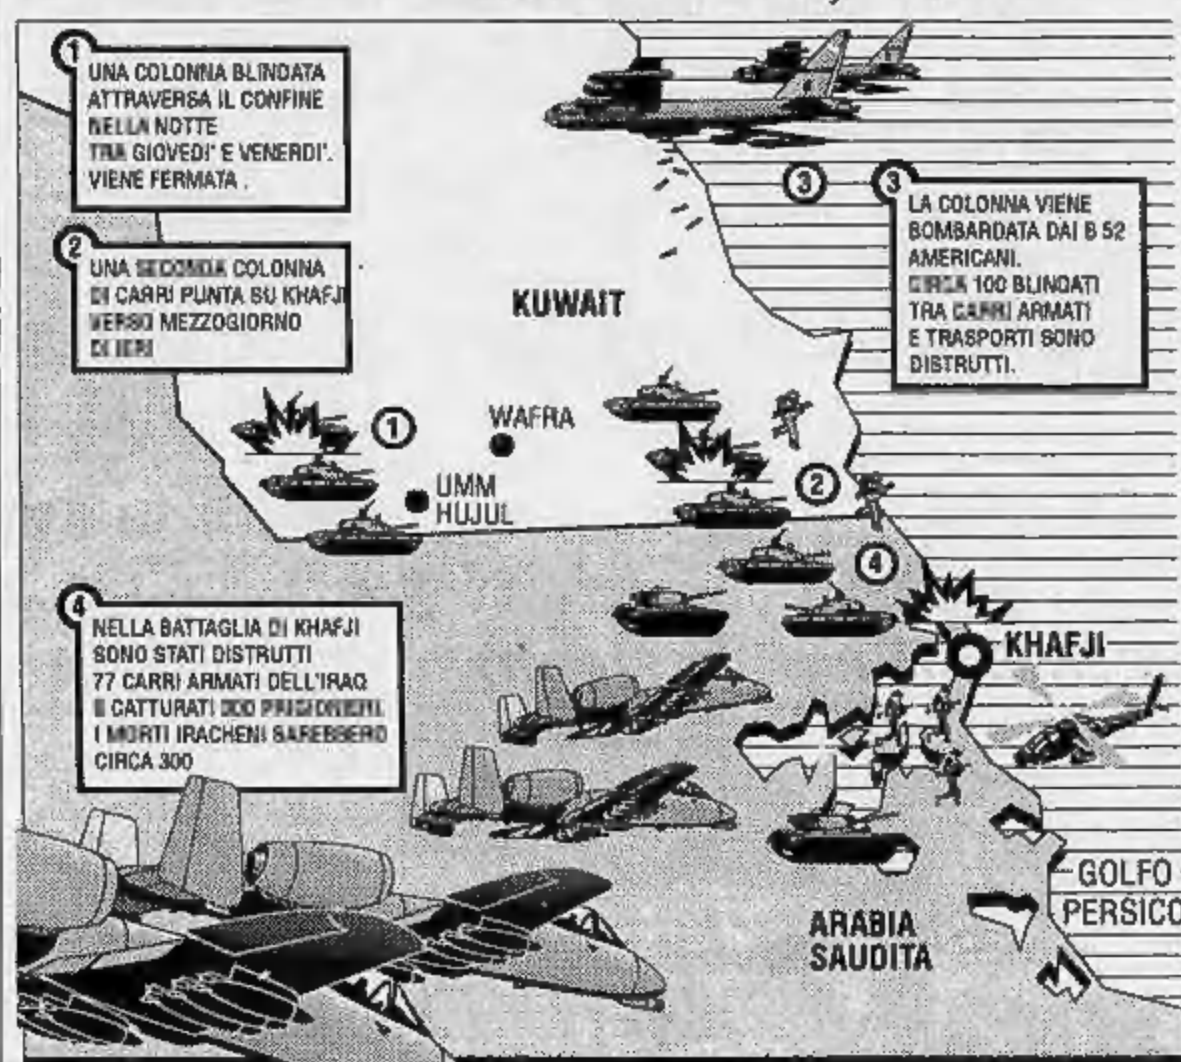 1
UNA COLONNA BLINDATA
ATTRAVERSA IL CONFINE
NELLA NOTTE
TRA GIOVEDI' E VENERDI'.
VIENE FERMATA .
2
UNA SECONDA COLONNA
DI CARRI PUNTA SU KHAFJI
VERSO MEZZOGIORNO
DI IERI
3
3
LA COLONNA VIENE
BOMBARDATA DAI B 52
AMERICANI.
CIRCA 100 BLINDATI
TRA CARRI ARMATI
E TRASPORTI SONO
DISTRUTTI.
KUWAIT
WAFRA
1
UMM
HUJUL
2
4
4
NELLA BATTAGLIA DI KHAFJI
SONO STATI DISTRUTTI
77 CARRI ARMATI DELL'IRAQ
E CATTURATI PRIGIONIERI.
I MORTI IRACHENI SAREBBERO
CIRCA 300
KHAFJI
GOLFO
PERSICO
ARABIA
SAUDITA